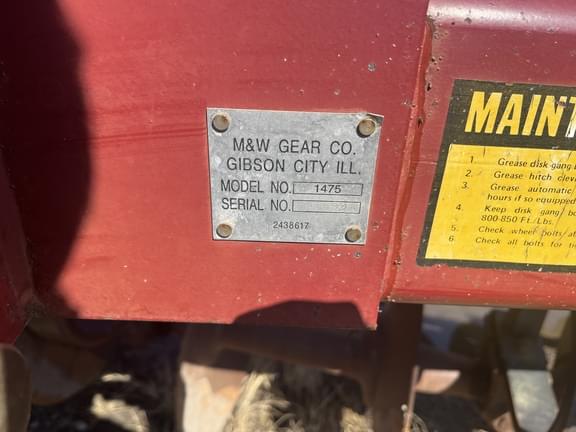 M&W GEAR CO.
GIBSON CITY ILL.
MODEL NO. 1475
SERIAL NO.
2438617
MAINT
1. Grease disk gang
2. Grease hitch clev
3. Grease automatic
hours if so equipped
4. Keep disk gang bo
800-850 Ft./Lbs.
5. Check wheel bolts
6 Check all bolts for